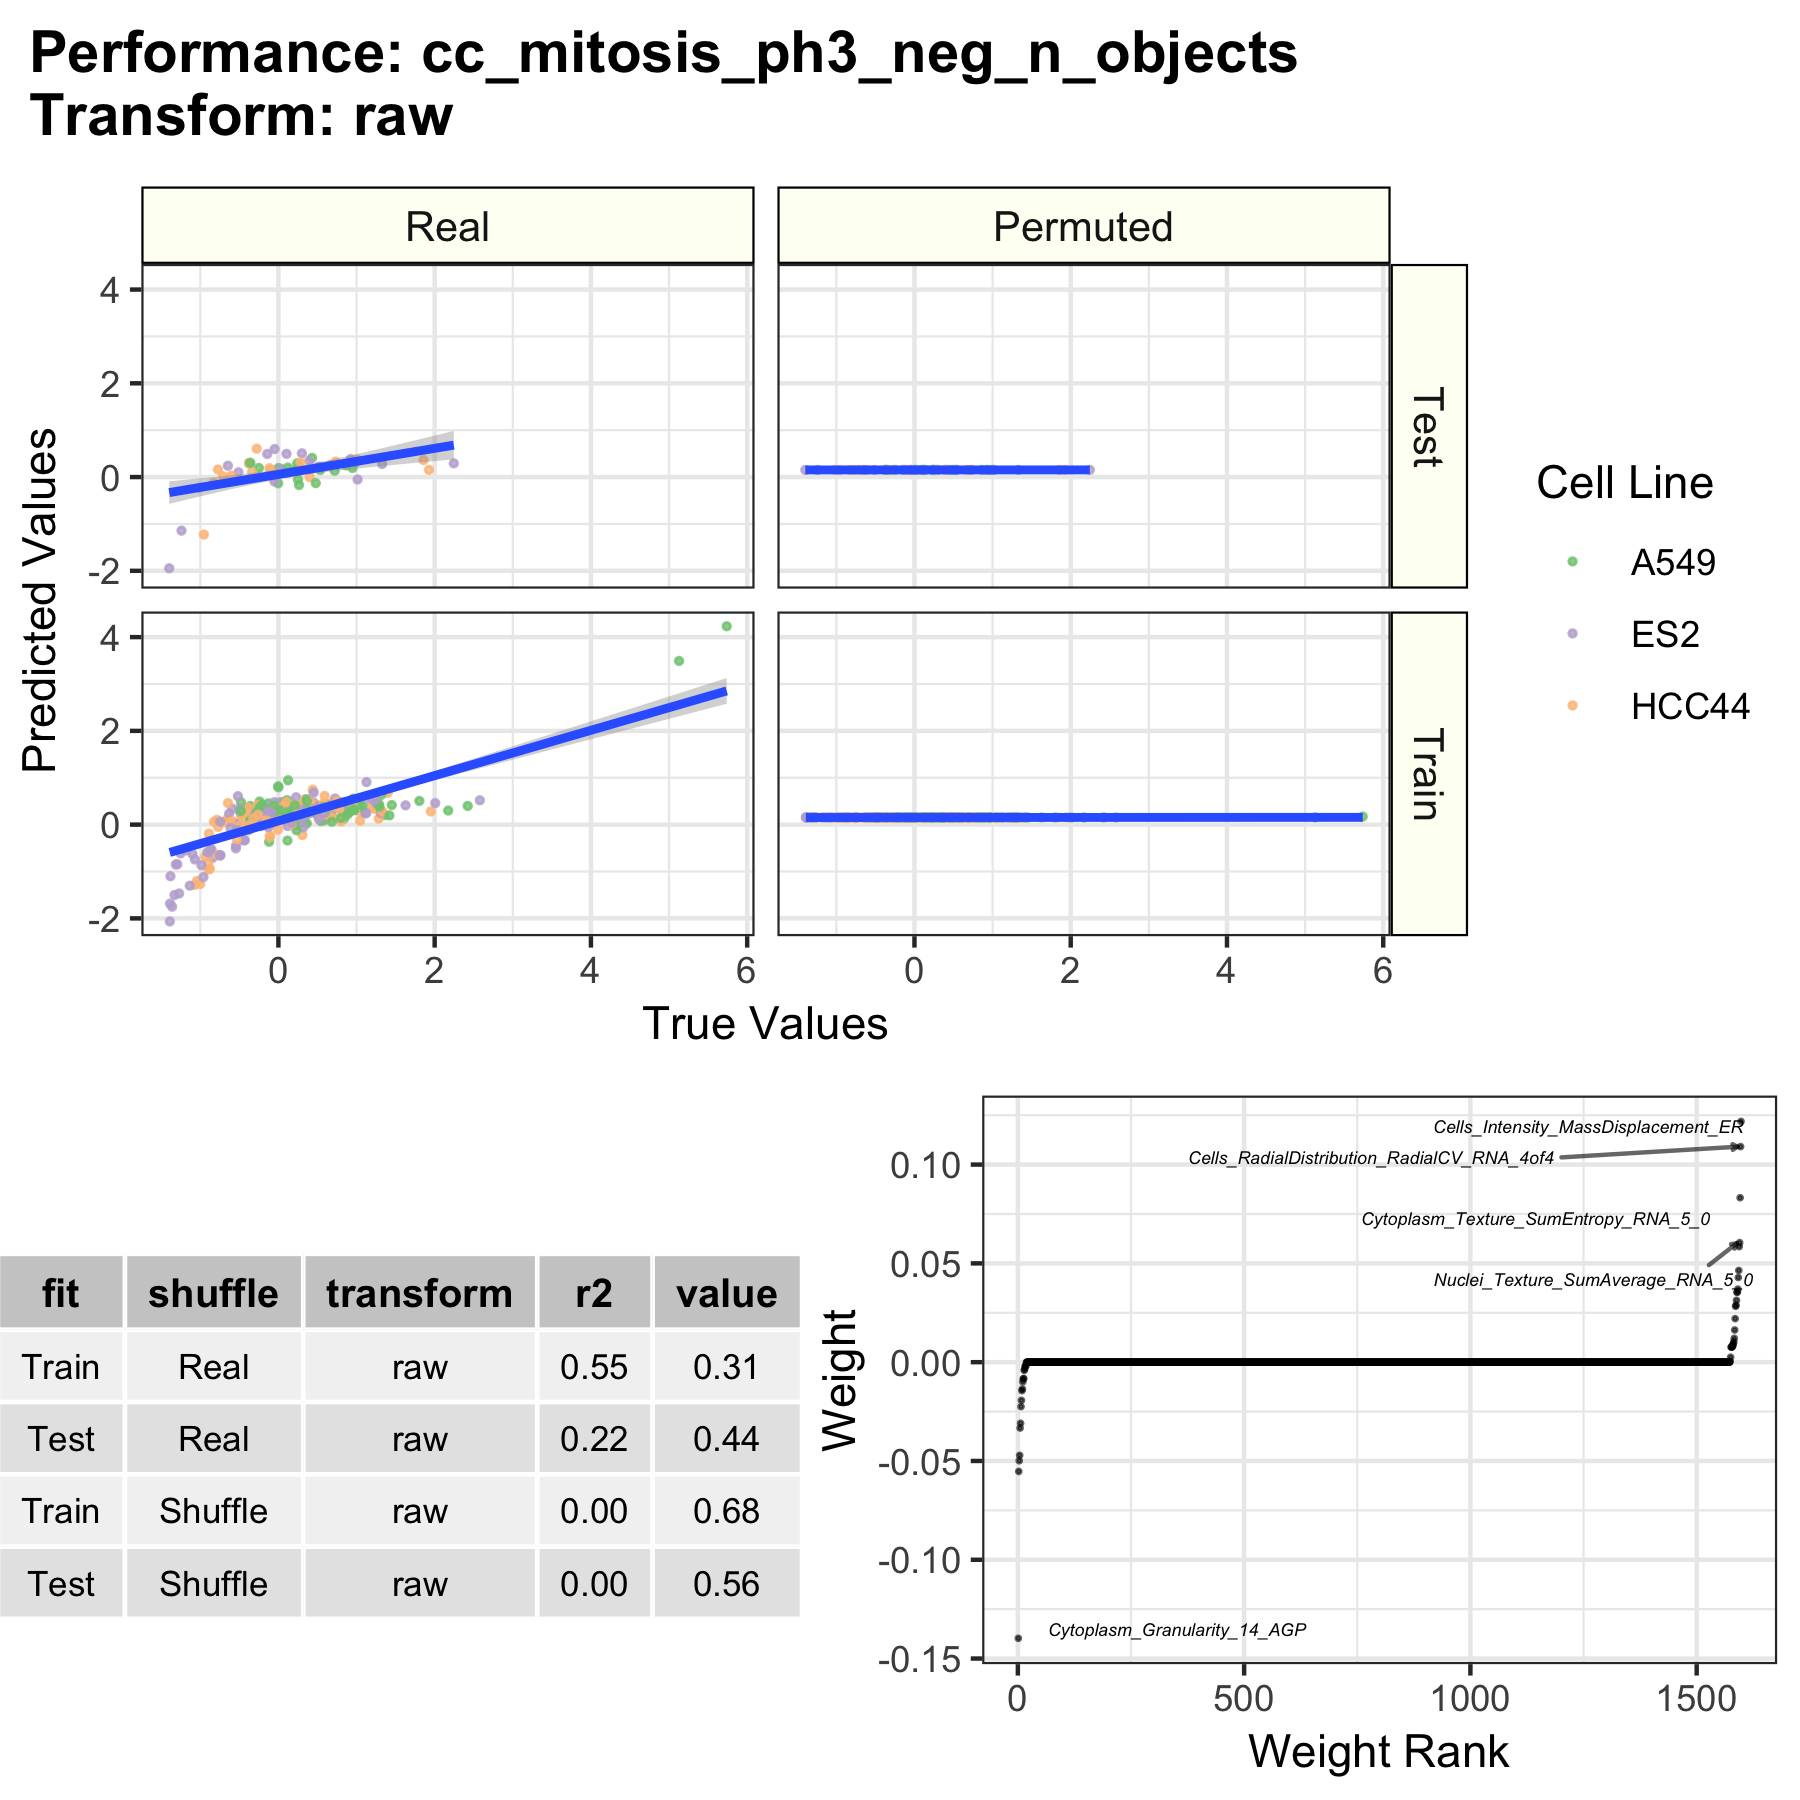 Performance: cc_mitosis_ph3_neg_n_objects
Transform: raw
Real
Permuted
4
2
0
-2
Test
4
2
0
-2
Train
0
2
4
6
0
2
4
6
Predicted Values
True Values
Cell Line
A549
ES2
HCC44
fit shuffle transform r2 value
Train Real raw 0.55 0.31
Test Real raw 0.22 0.44
Train Shuffle raw 0.00 0.68
Test Shuffle raw 0.00 0.56
Weight
0.10
0.05
0.00
-0.05
-0.10
-0.15
Cells_Intensity_MassDisplacement_ER
Cells_RadialDistribution_RadialCV_RNA_4of4
Cytoplasm_Texture_SumEntropy_RNA_5_0
Nuclei_Texture_SumAverage_RNA_5_0
Cytoplasm_Granularity_14_AGP
0
500
1000
1500
Weight Rank